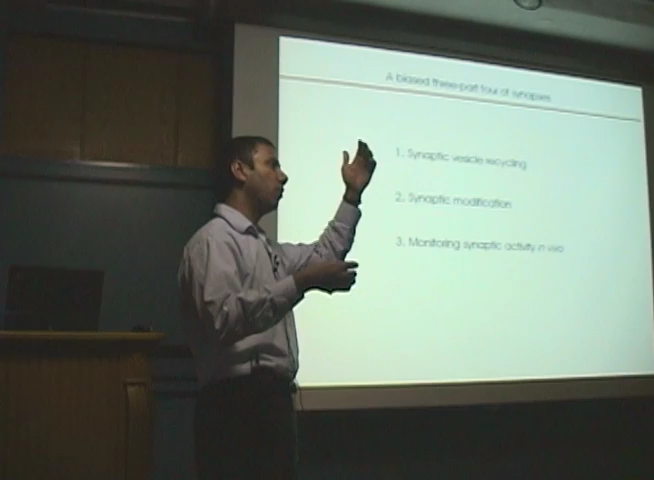 A biased three-part tour of synapses
1. Synaptic vesicle recycling
2. Synaptic modification
3. Monitoring synaptic activity in vivo